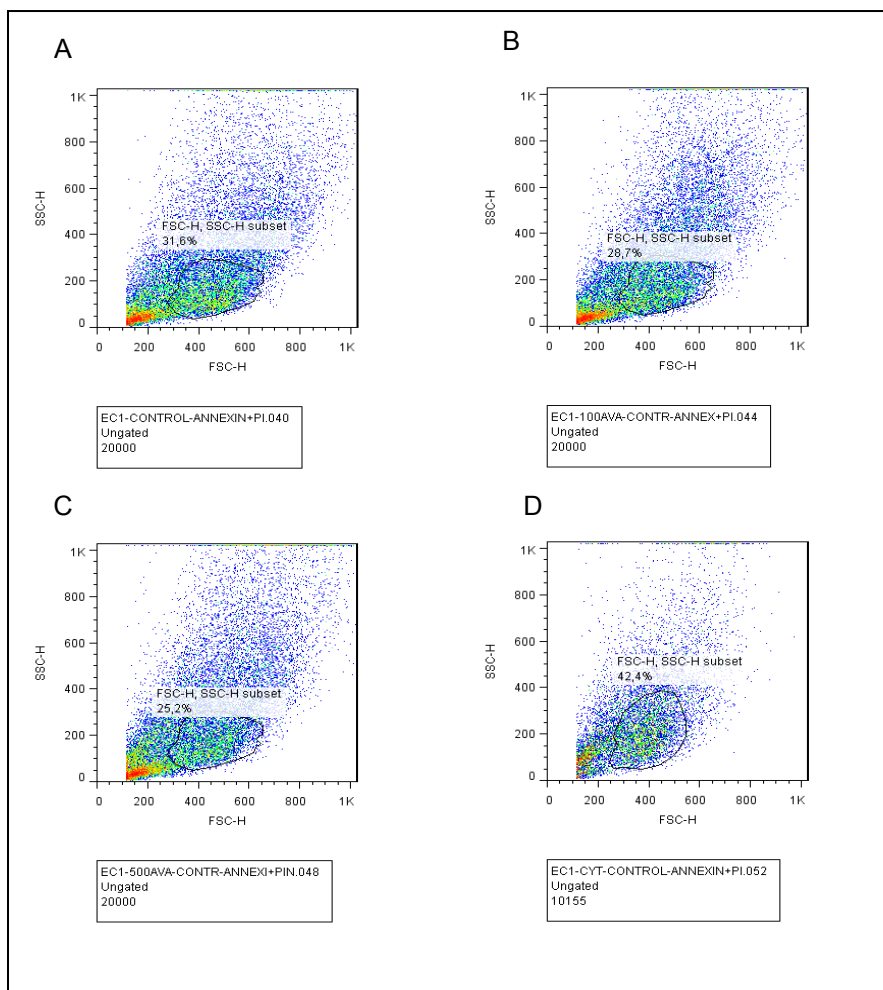 A
1K
800
600
400
200
0
SSC-H
FSC-H, SSC-H subset
31,6%
0 200 400 600 800 1K
FSC-H
EC1-CONTROL-ANNEXIN+PI.040
Ungated
20000
B
1K
800
600
400
200
0
SSC-H
FSC-H, SSC-H subset
28,7%
0 200 400 600 800 1K
FSC-H
EC1-100AVA-CONTR-ANNEX+PI.044
Ungated
20000
C
1K
800
600
400
200
0
SSC-H
FSC-H, SSC-H subset
25,2%
0 200 400 600 800 1K
FSC-H
EC1-500AVA-CONTR-ANNEXI+PIN.048
Ungated
20000
D
1K
800
600
400
200
0
SSC-H
FSC-H, SSC-H subset
42,4%
0 200 400 600 800 1K
FSC-H
EC1-CYT-CONTROL-ANNEXIN+PI.052
Ungated
10155